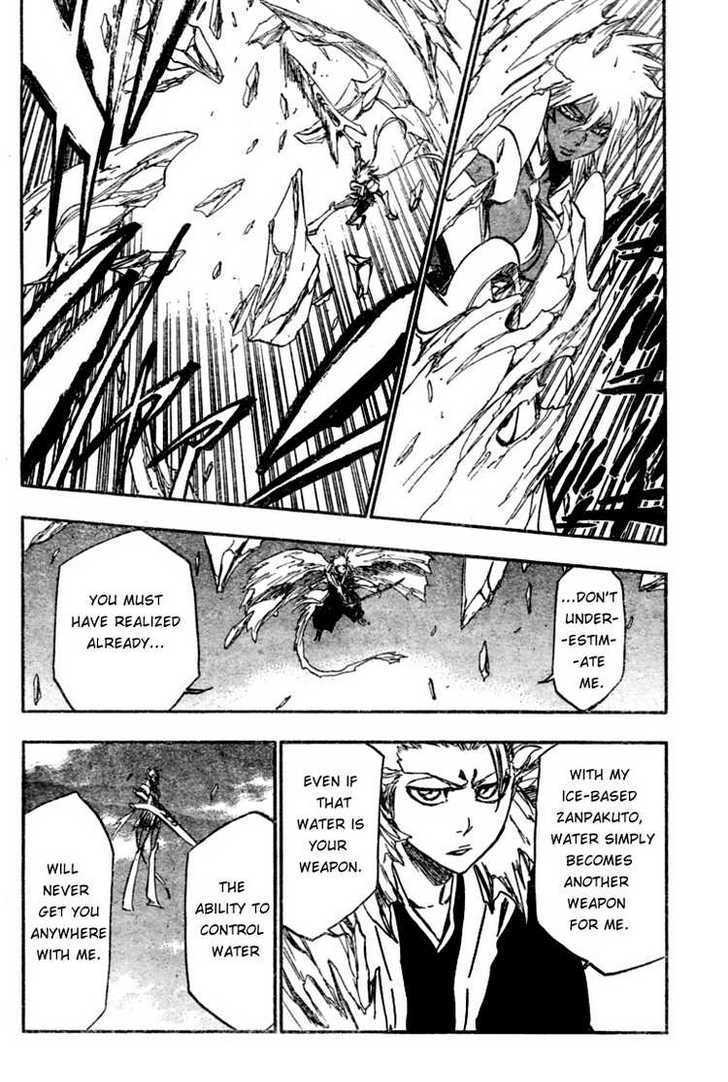 ...DON'T
UNDER-
-ESTIM-
-ATE
ME.
YOU MUST
HAVE REALIZED
ALREADY...
WITH MY
ICE-BASED
ZANPAKUTO,
WATER SIMPLY
BECOMES
ANOTHER
WEAPON
FOR ME.
EVEN IF
THAT
WATER IS
YOUR
WEAPON.
THE
ABILITY TO
CONTROL
WATER
WILL
NEVER
GET YOU
ANYWHERE
WITH ME.